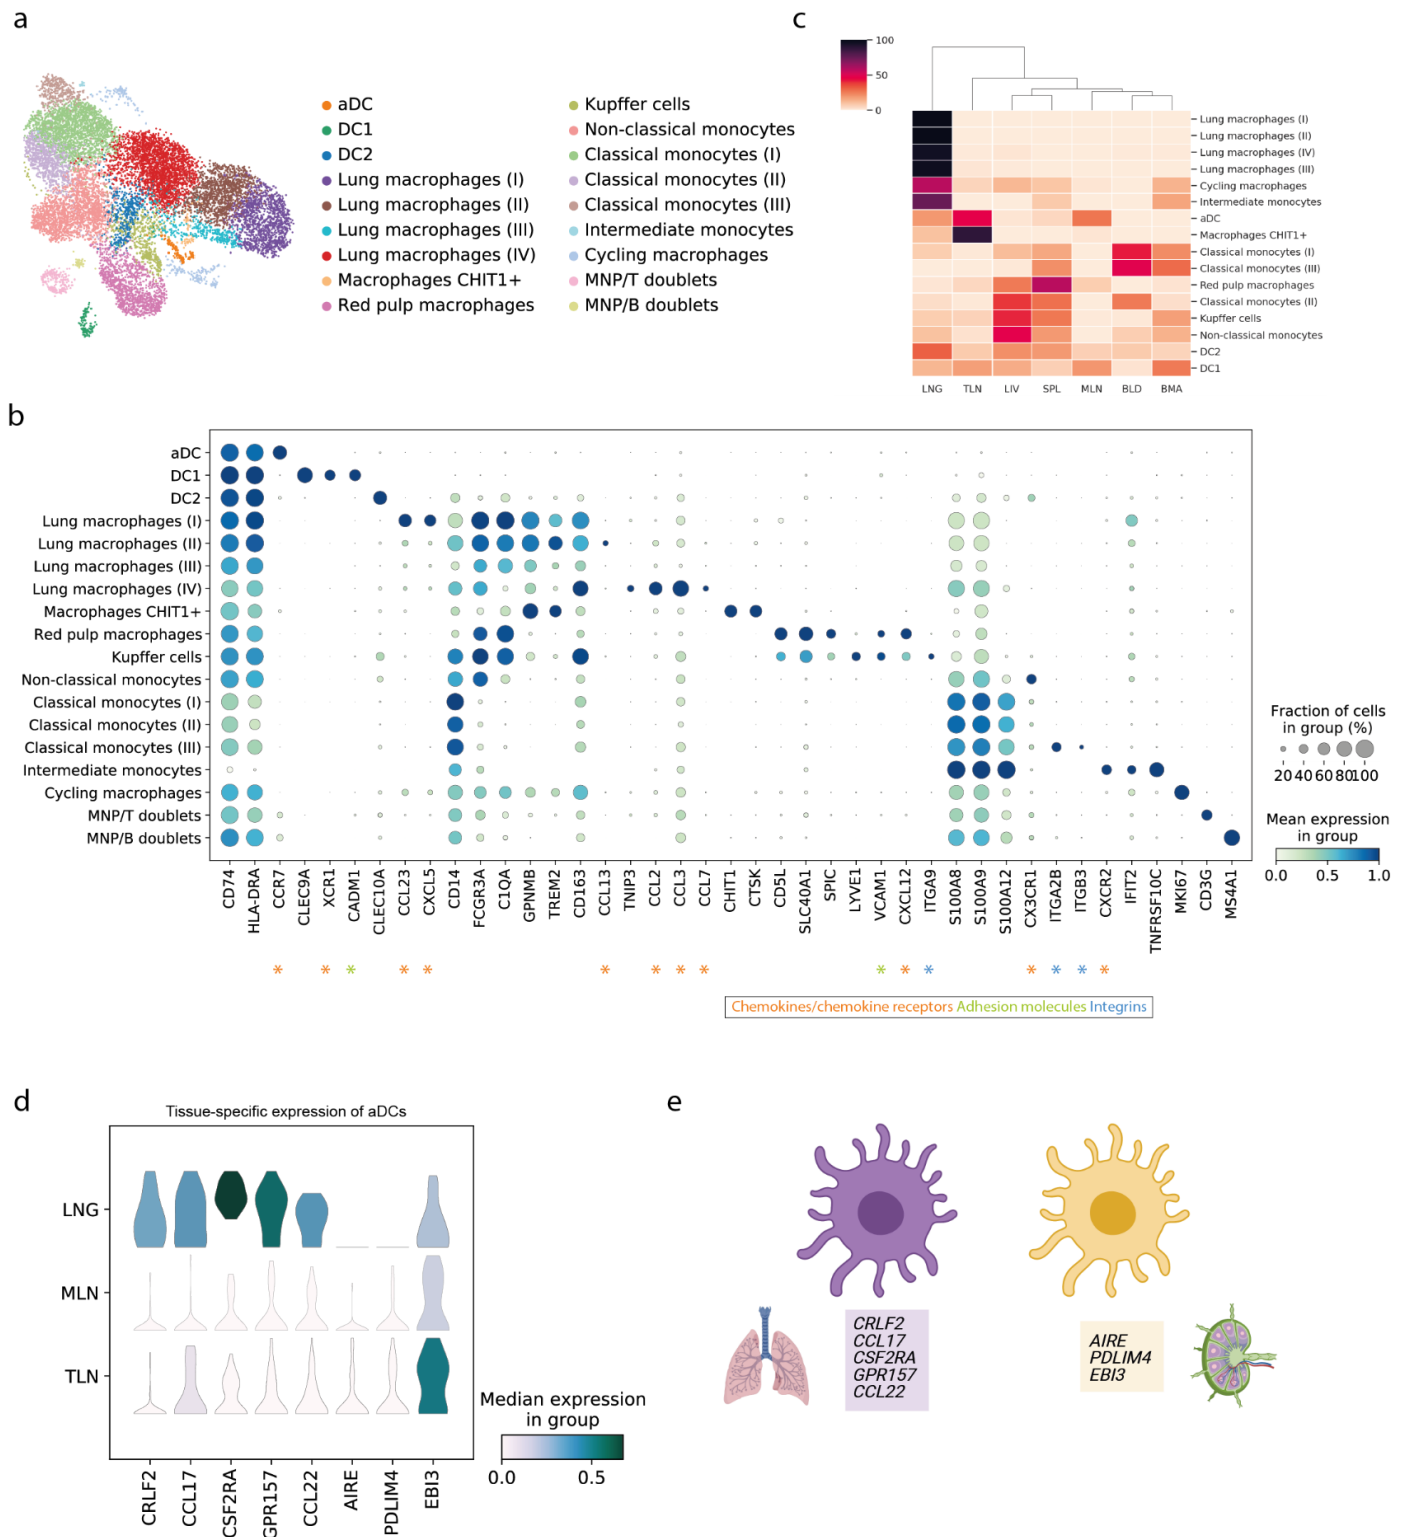 a
aDC
DC1
DC2
Lung macrophages (I)
Lung macrophages (II)
Lung macrophages (III)
Lung macrophages (IV)
Macrophages CHIT1+
Red pulp macrophages
Kupffer cells
Non-classical monocytes
Classical monocytes (I)
Classical monocytes (II)
Classical monocytes (III)
Intermediate monocytes
Cycling macrophages
MNP/T doublets
MNP/B doublets
c
100
50
0
Lung macrophages (I)
Lung macrophages (II)
Lung macrophages (IV)
Lung macrophages (III)
Cycling macrophages
Intermediate monocytes
aDC
Macrophages CHIT1+
Classical monocytes (I)
Classical monocytes (III)
Red pulp macrophages
Classical monocytes (II)
Kupffer cells
Non-classical monocytes
DC2
DC1
LNG TLN LIV SPL MLN BLD BMA
b
aDC
DC1
DC2
Lung macrophages (I)
Lung macrophages (II)
Lung macrophages (III)
Lung macrophages (IV)
Macrophages CHIT1+
Red pulp macrophages
Kupffer cells
Non-classical monocytes
Classical monocytes (I)
Classical monocytes (II)
Classical monocytes (III)
Intermediate monocytes
Cycling macrophages
MNP/T doublets
MNP/B doublets
CD74
HLA-DRA
CCR7
CLEC9A
XCR1
CADM1
CLEC10A
CCL23
CXCL5
CD14
FCGR3A
C1QA
GPNMB
TREM2
CD163
CCL13
TNIP3
CCL2
CCL3
CCL7
CHIT1
CTSK
CD5L
SLC40A1
SPIC
LYVE1
VCAM1
CXCL12
ITGA9
S100A8
S100A9
S100A12
CX3CR1
ITGA2B
ITGB3
CXCR2
IFIT2
TNFRSF10C
MKI67
CD3G
MS4A1
* * * * * * * * * * * * * * * *
Chemokines/chemokine receptors Adhesion molecules Integrins
Fraction of cells
in group (%)
20 40 60 80100
Mean expression
in group
0.0 0.5 1.0
d
Tissue-specific expression of aDCs
LNG
MLN
TLN
CRLF2
CCL17
CSF2RA
GPR157
CCL22
AIRE
PDLIM4
EBI3
Median expression
in group
0.0 0.5
e
CRLF2
CCL17
CSF2RA
GPR157
CCL22
AIRE
PDLIM4
EBI3